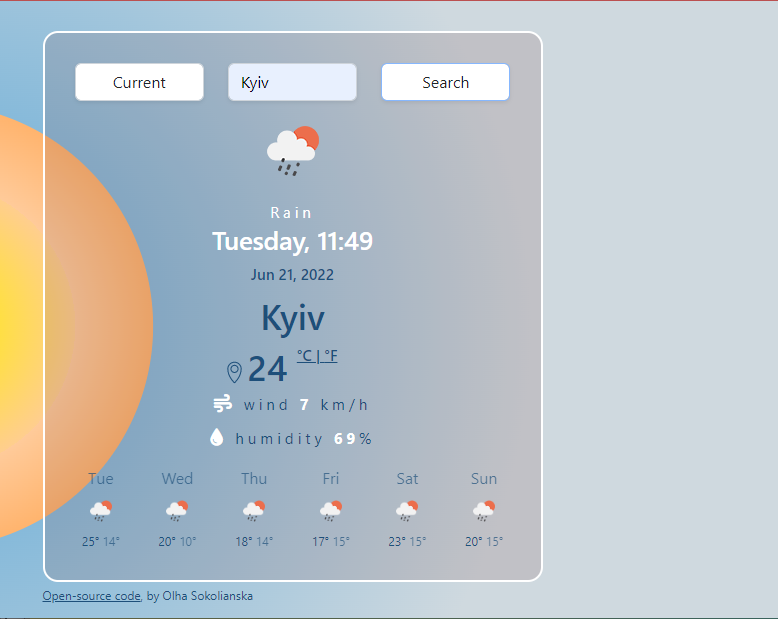 Current Kyiv Search
Rain
Tuesday, 11:49
Jun 21, 2022
Kyiv
24 °C | °F
wind 7 km/h
humidity 69%
Tue Wed Thu Fri Sat Sun
25° 14° 20° 10° 18° 14° 17° 15° 23° 15° 20° 15°
Open-source code, by Olha Sokolianska